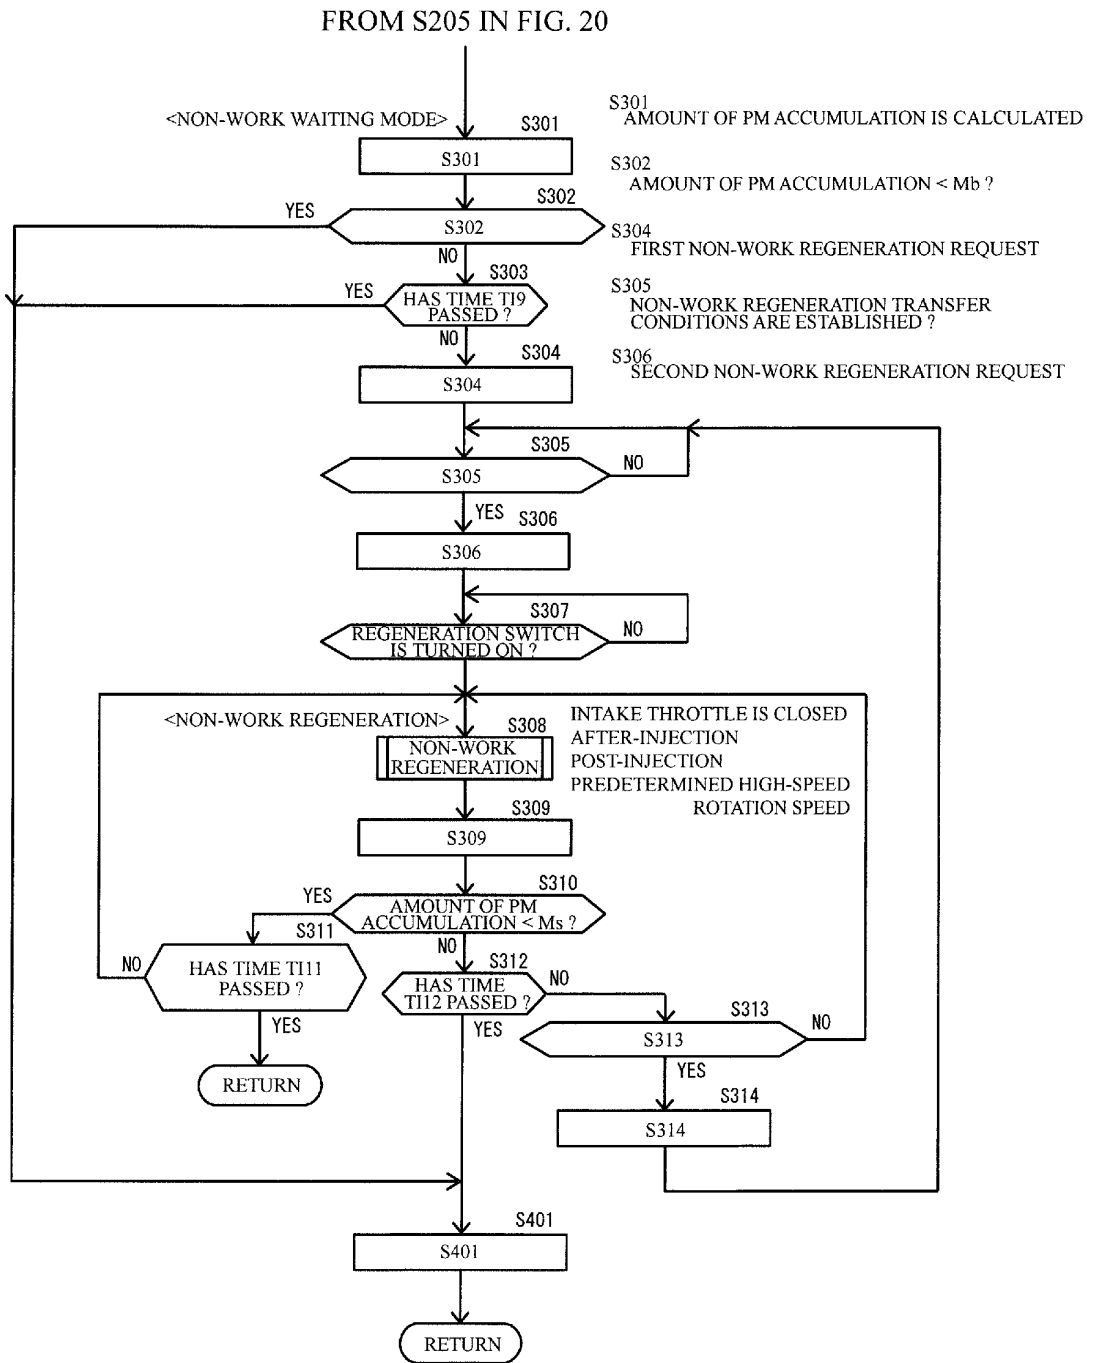 FROM S205 IN FIG. 20
<NON-WORK WAITING MODE>
S301
S301
S301
AMOUNT OF PM ACCUMULATION IS CALCULATED
S302
AMOUNT OF PM ACCUMULATION < Mb ?
YES
S302
S302
NO
S304
FIRST NON-WORK REGENERATION REQUEST
YES
S303
HAS TIME TI9
PASSED ?
NO
S305
NON-WORK REGENERATION TRANSFER
CONDITIONS ARE ESTABLISHED ?
S304
S304
S306
SECOND NON-WORK REGENERATION REQUEST
S305
S305
NO
YES
S306
S306
S307
REGENERATION SWITCH
IS TURNED ON ?
NO
<NON-WORK REGENERATION>
S308
NON-WORK
REGENERATION
INTAKE THROTTLE IS CLOSED
AFTER-INJECTION
POST-INJECTION
PREDETERMINED HIGH-SPEED
ROTATION SPEED
S309
S309
YES
S310
AMOUNT OF PM
ACCUMULATION < Ms ?
NO
S311
NO
HAS TIME TI11
PASSED ?
YES
RETURN
S312
HAS TIME
TI12 PASSED ?
NO
YES
S313
S313
NO
YES
S314
S314
S401
S401
RETURN